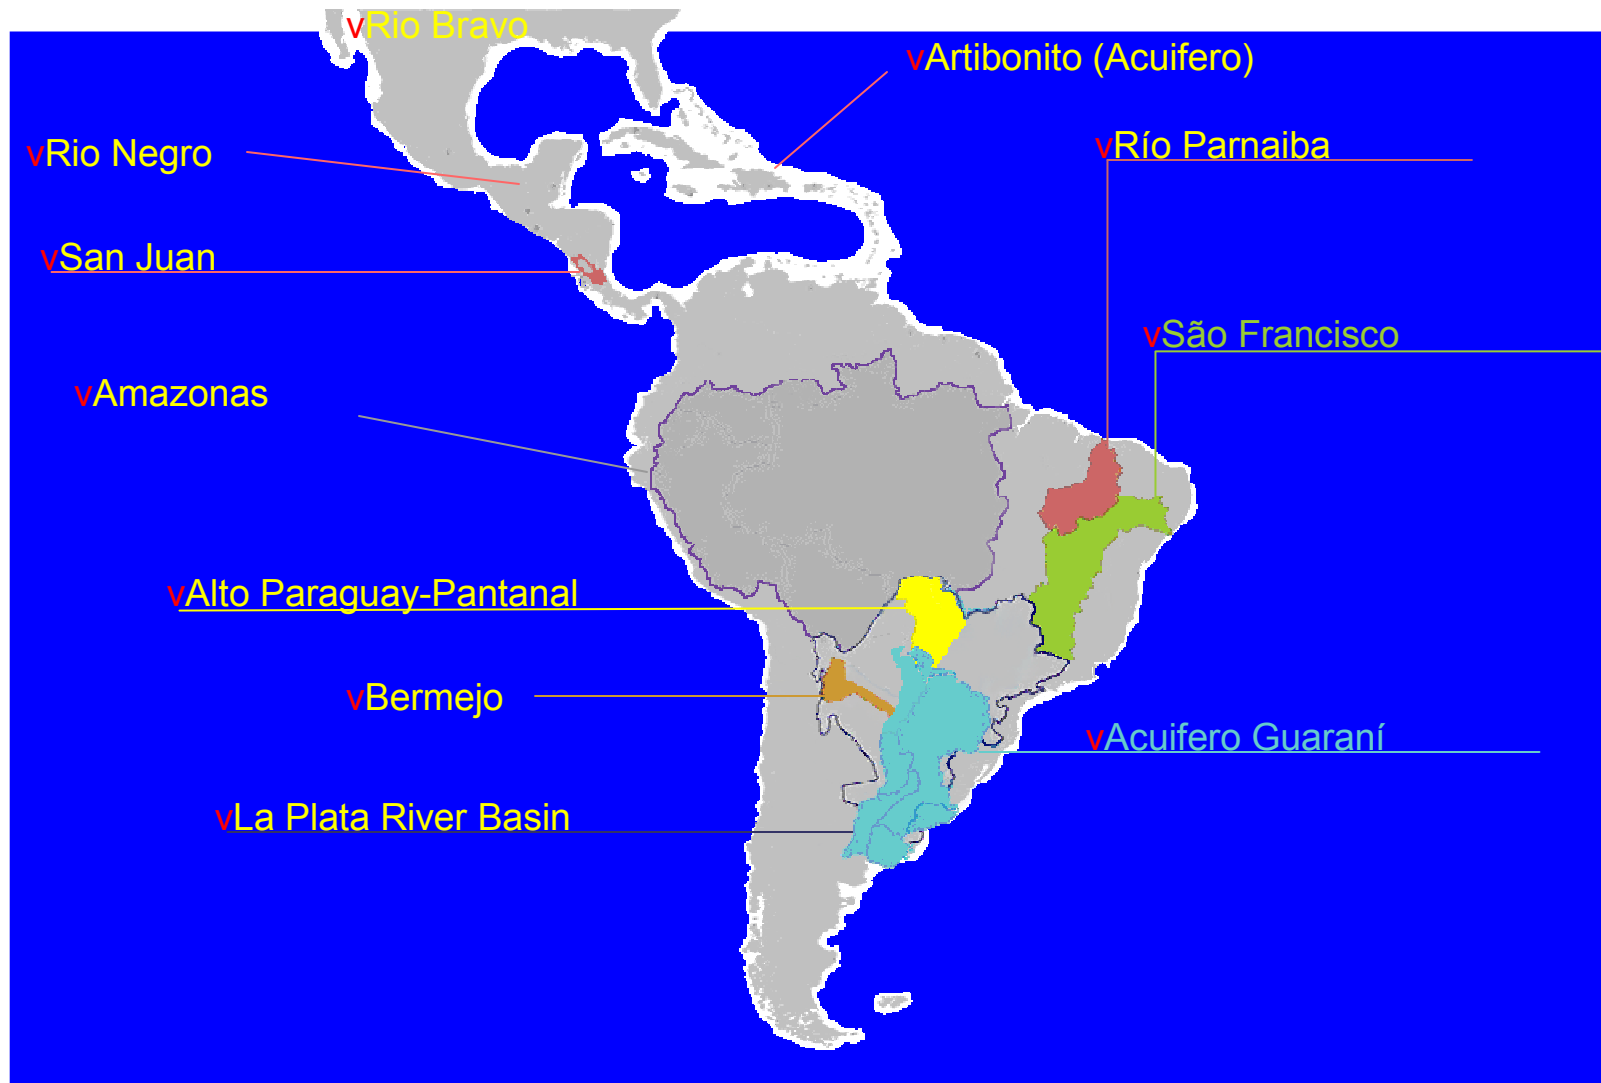 vRio Bravo
vArtibonito (Acuifero)
vRío Parnaiba
vRio Negro
vSan Juan
vSão Francisco
vAmazonas
vAlto Paraguay-Pantanal
vBermejo
vAcuifero Guaraní
vLa Plata River Basin